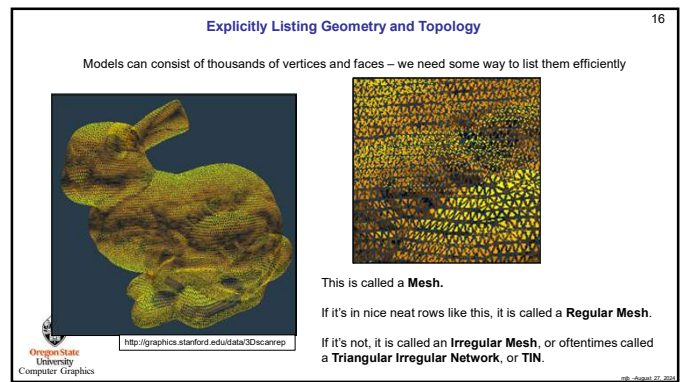 16
Explicitly Listing Geometry and Topology
Models can consist of thousands of vertices and faces – we need some way to list them efficiently
This is called a Mesh.
If it's in nice neat rows like this, it is called a Regular Mesh.
If it's not, it is called an Irregular Mesh, or oftentimes called
a Triangular Irregular Network, or TIN.
http://graphics.stanford.edu/data/3Dscanrep
Oregon State
University
Computer Graphics
mjb –August 27, 2024